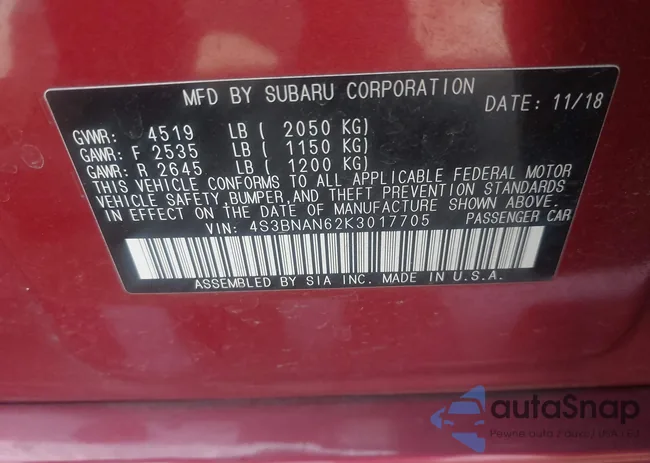 MFD BY SUBARU CORPORATION
DATE: 11/18
GVWR: 4519 LB ( 2050 KG)
GAWR: F 2535 LB ( 1150 KG)
GAWR: R 2645 LB ( 1200 KG)
THIS VEHICLE CONFORMS TO ALL APPLICABLE FEDERAL MOTOR
VEHICLE SAFETY, BUMPER, AND THEFT PREVENTION STANDARDS
IN EFFECT ON THE DATE OF MANUFACTURE SHOWN ABOVE.
VIN: 4S3BNAN62K3017705 PASSENGER CAR
ASSEMBLED BY SIA INC. MADE IN U.S.A.
autaSnap
Pewne auta z